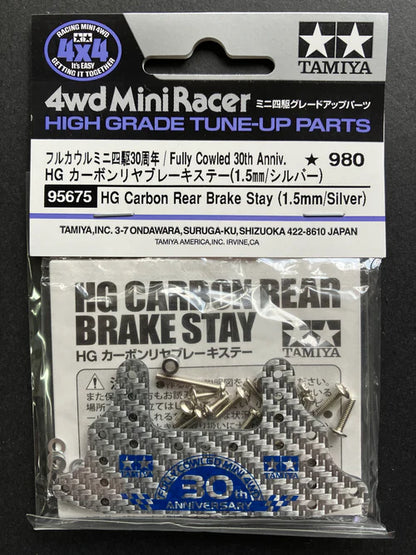 RACING MINI 4WD
4x4
It's EASY
GETTING IT TOGETHER
TAMIYA
4wd Mini Racer ミニ四駆グレードアップパーツ
HIGH GRADE TUNE-UP PARTS
フルカウルミニ四駆30周年 / Fully Cowled 30th Anniv. ★ 980
HG カーボンリヤブレーキステー(1.5mm/シルバー)
95675 HG Carbon Rear Brake Stay (1.5mm/Silver)
TAMIYA,INC. 3-7 ONDAWARA,SURUGA-KU,SHIZUOKA 422-8610 JAPAN
TAMIYA AMERICA,INC. IRVINE,CA
HG CARBON REAR
BRAKE STAY
HG カーボンリヤブレーキステー
TAMIYA
TAMIYA
TAMIYA
FULLY COWLED MINI 4WD
30th
ANNIVERSARY